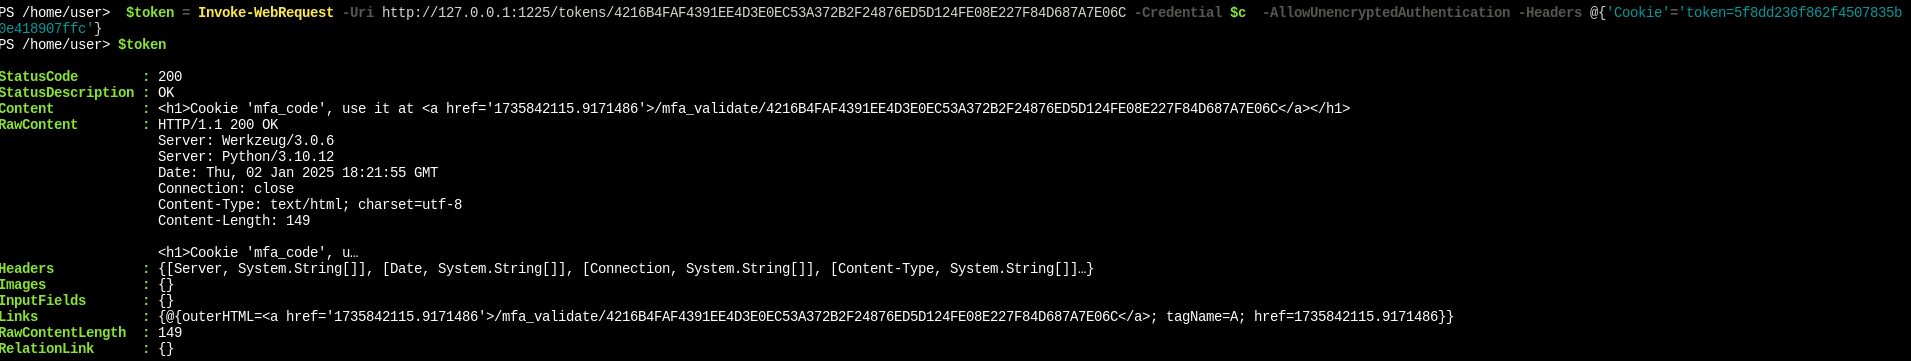 PS /home/user>  $token = Invoke-WebRequest -Uri http://127.0.0.1:1225/tokens/4216B4FAF4391EE4D3E0EC53A372B2F24876ED5D124FE08E227F84D687A7E06C -Credential $c  -AllowUnencryptedAuthentication -Headers @{'Cookie'='token=5f8dd236f862f4507835b
0e418907ffc'}
PS /home/user> $token
StatusCode        : 200
StatusDescription : OK
Content           : <h1>Cookie 'mfa_code', use it at <a href='1735842115.9171486'>/mfa_validate/4216B4FAF4391EE4D3E0EC53A372B2F24876ED5D124FE08E227F84D687A7E06C</a></h1>
RawContent        : HTTP/1.1 200 OK
Server: Werkzeug/3.0.6
Server: Python/3.10.12
Date: Thu, 02 Jan 2025 18:21:55 GMT
Connection: close
Content-Type: text/html; charset=utf-8
Content-Length: 149
<h1>Cookie 'mfa_code', u…
Headers           : {[Server, System.String[]], [Date, System.String[]], [Connection, System.String[]], [Content-Type, System.String[]]…}
Images            : {}
InputFields       : {}
Links             : {@{outerHTML=<a href='1735842115.9171486'>/mfa_validate/4216B4FAF4391EE4D3E0EC53A372B2F24876ED5D124FE08E227F84D687A7E06C</a>; tagName=A; href=1735842115.9171486}}
RawContentLength  : 149
RelationLink      : {}